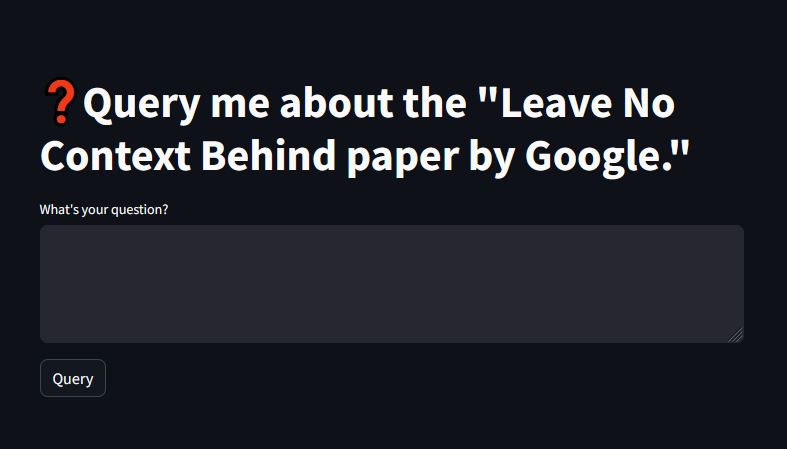 ❓Query me about the "Leave No
Context Behind paper by Google."
What's your question?
Query